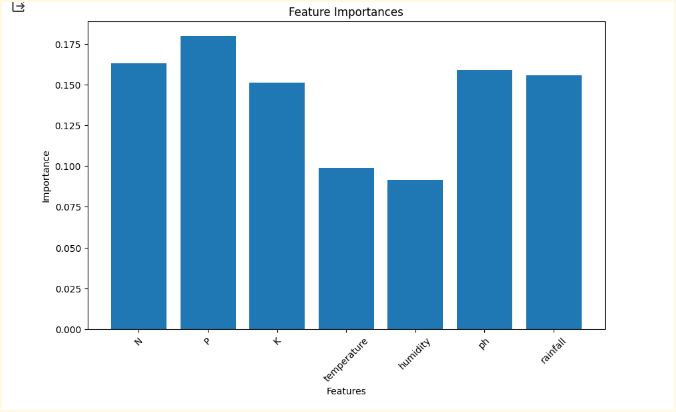 Feature Importances
0.175
0.150
0.125
0.100
0.075
0.050
0.025
0.000
Importance
N
P
K
temperature
humidity
ph
rainfall
Features